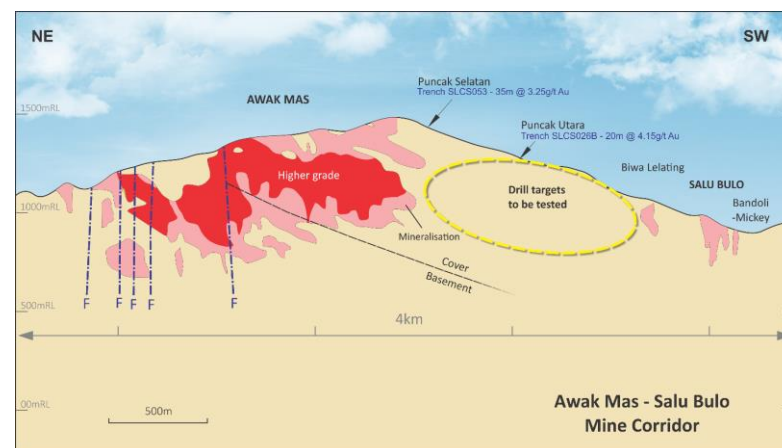 NE
SW
AWAK MAS
Puncak Selatan
Trench SLCS053 - 35m @ 3.25g/t Au
1500mRL
Puncak Utara
Trench SLCS026B - 20m @ 4.15g/t Au
Biwa Lelating
Higher grade
SALU BULO
Drill targets
to be tested
Bandoli
-Mickey
1000mRL
Mineralisation
Cover
Basement
F
F
F
F
F
500mRL
4km
00mRL
500m
Awak Mas - Salu Bulo
Mine Corridor